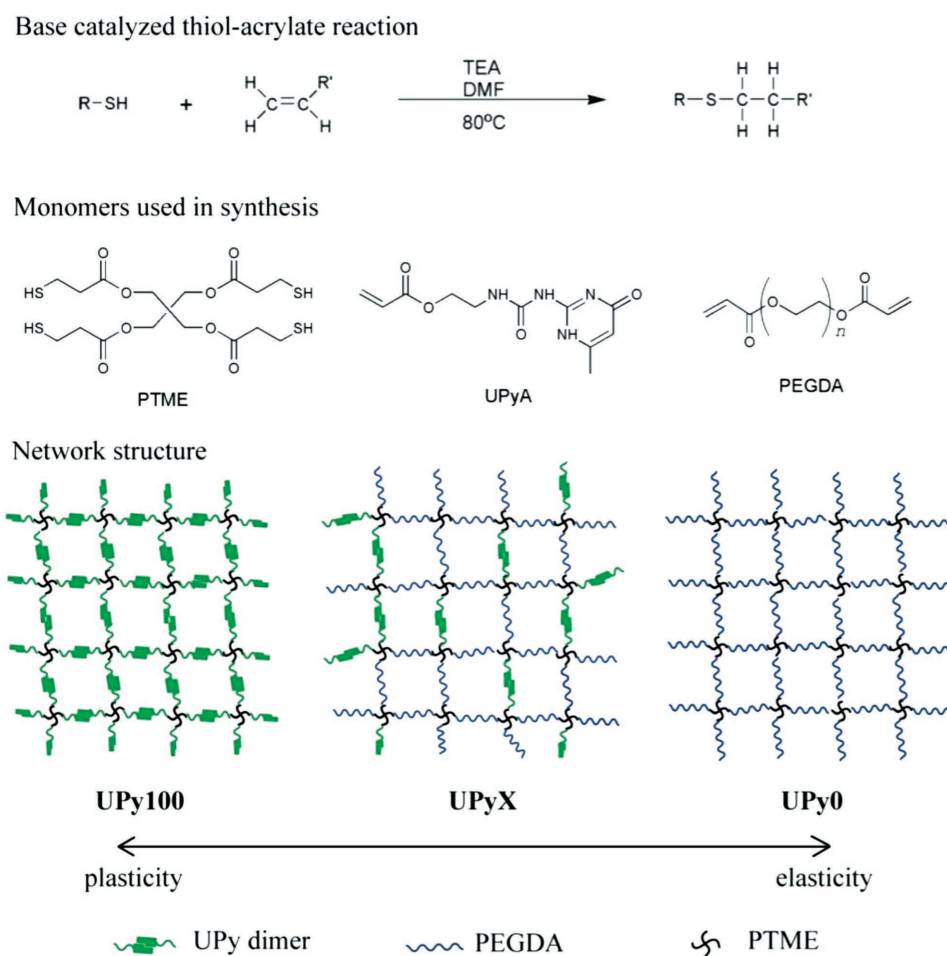 Base catalyzed thiol-acrylate reaction
R-SH + H H R' H TEA DMF 80°C R-S-C-C-R' H H H H
Monomers used in synthesis
HS O O O O SH
HS O O O O SH
PTME
O O NH O NH N NH O
UPyA
O O n O O
PEGDA
Network structure
UPy100 UPyX UPy0
plasticity elasticity
UPy dimer PEGDA PTME